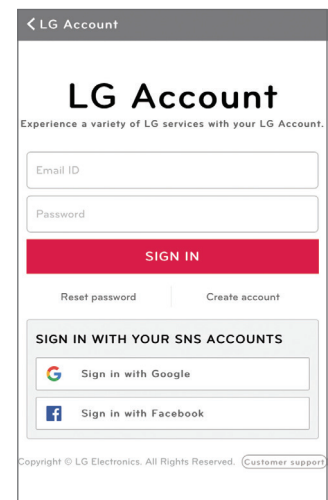 LG Account
LG Account
Experience a variety of LG services with your LG Account.
Email ID
Password
SIGN IN
Reset password Create account
SIGN IN WITH YOUR SNS ACCOUNTS
Sign in with Google
Sign in with Facebook
Copyright © LG Electronics. All Rights Reserved. Customer support